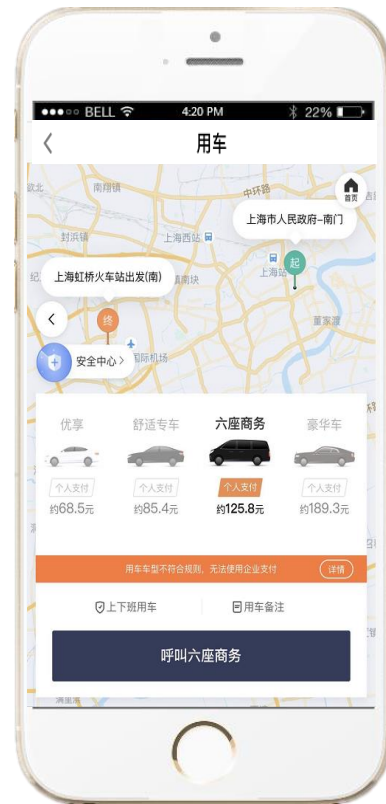 BELL
4:20 PM
22%
用车
南翔镇
中环路
首页
上海市人民政府-南门
封浜镇
上海西站
起
上海站
上海虹桥火车站出发(南)
终
董家渡
安全中心>
国际机场
优享
舒适专车
六座商务
豪华车
个人支付
个人支付
个人支付
个人支付
约68.5元
约85.4元
约125.8元
约189.3元
用车车型不符合规则，无法使用企业支付
详情
上下班用车
用车备注
呼叫六座商务